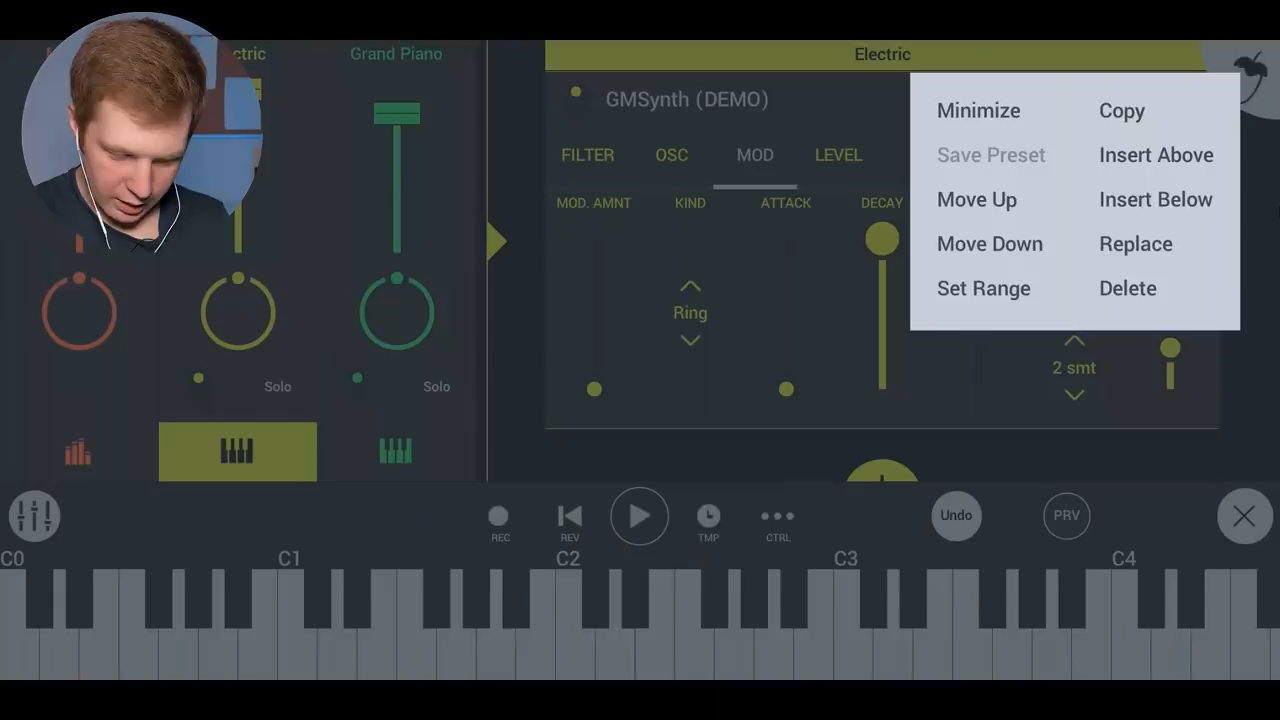 ctric
Grand Piano
Electric
GMSynth (DEMO)
FILTER OSC MOD LEVEL
MOD. AMNT KIND ATTACK DECAY
Ring
2 smt
Minimize Copy
Save Preset Insert Above
Move Up Insert Below
Move Down Replace
Set Range Delete
Solo Solo
REC REV TMP CTRL
Undo PRV
C0 C1 C2 C3 C4